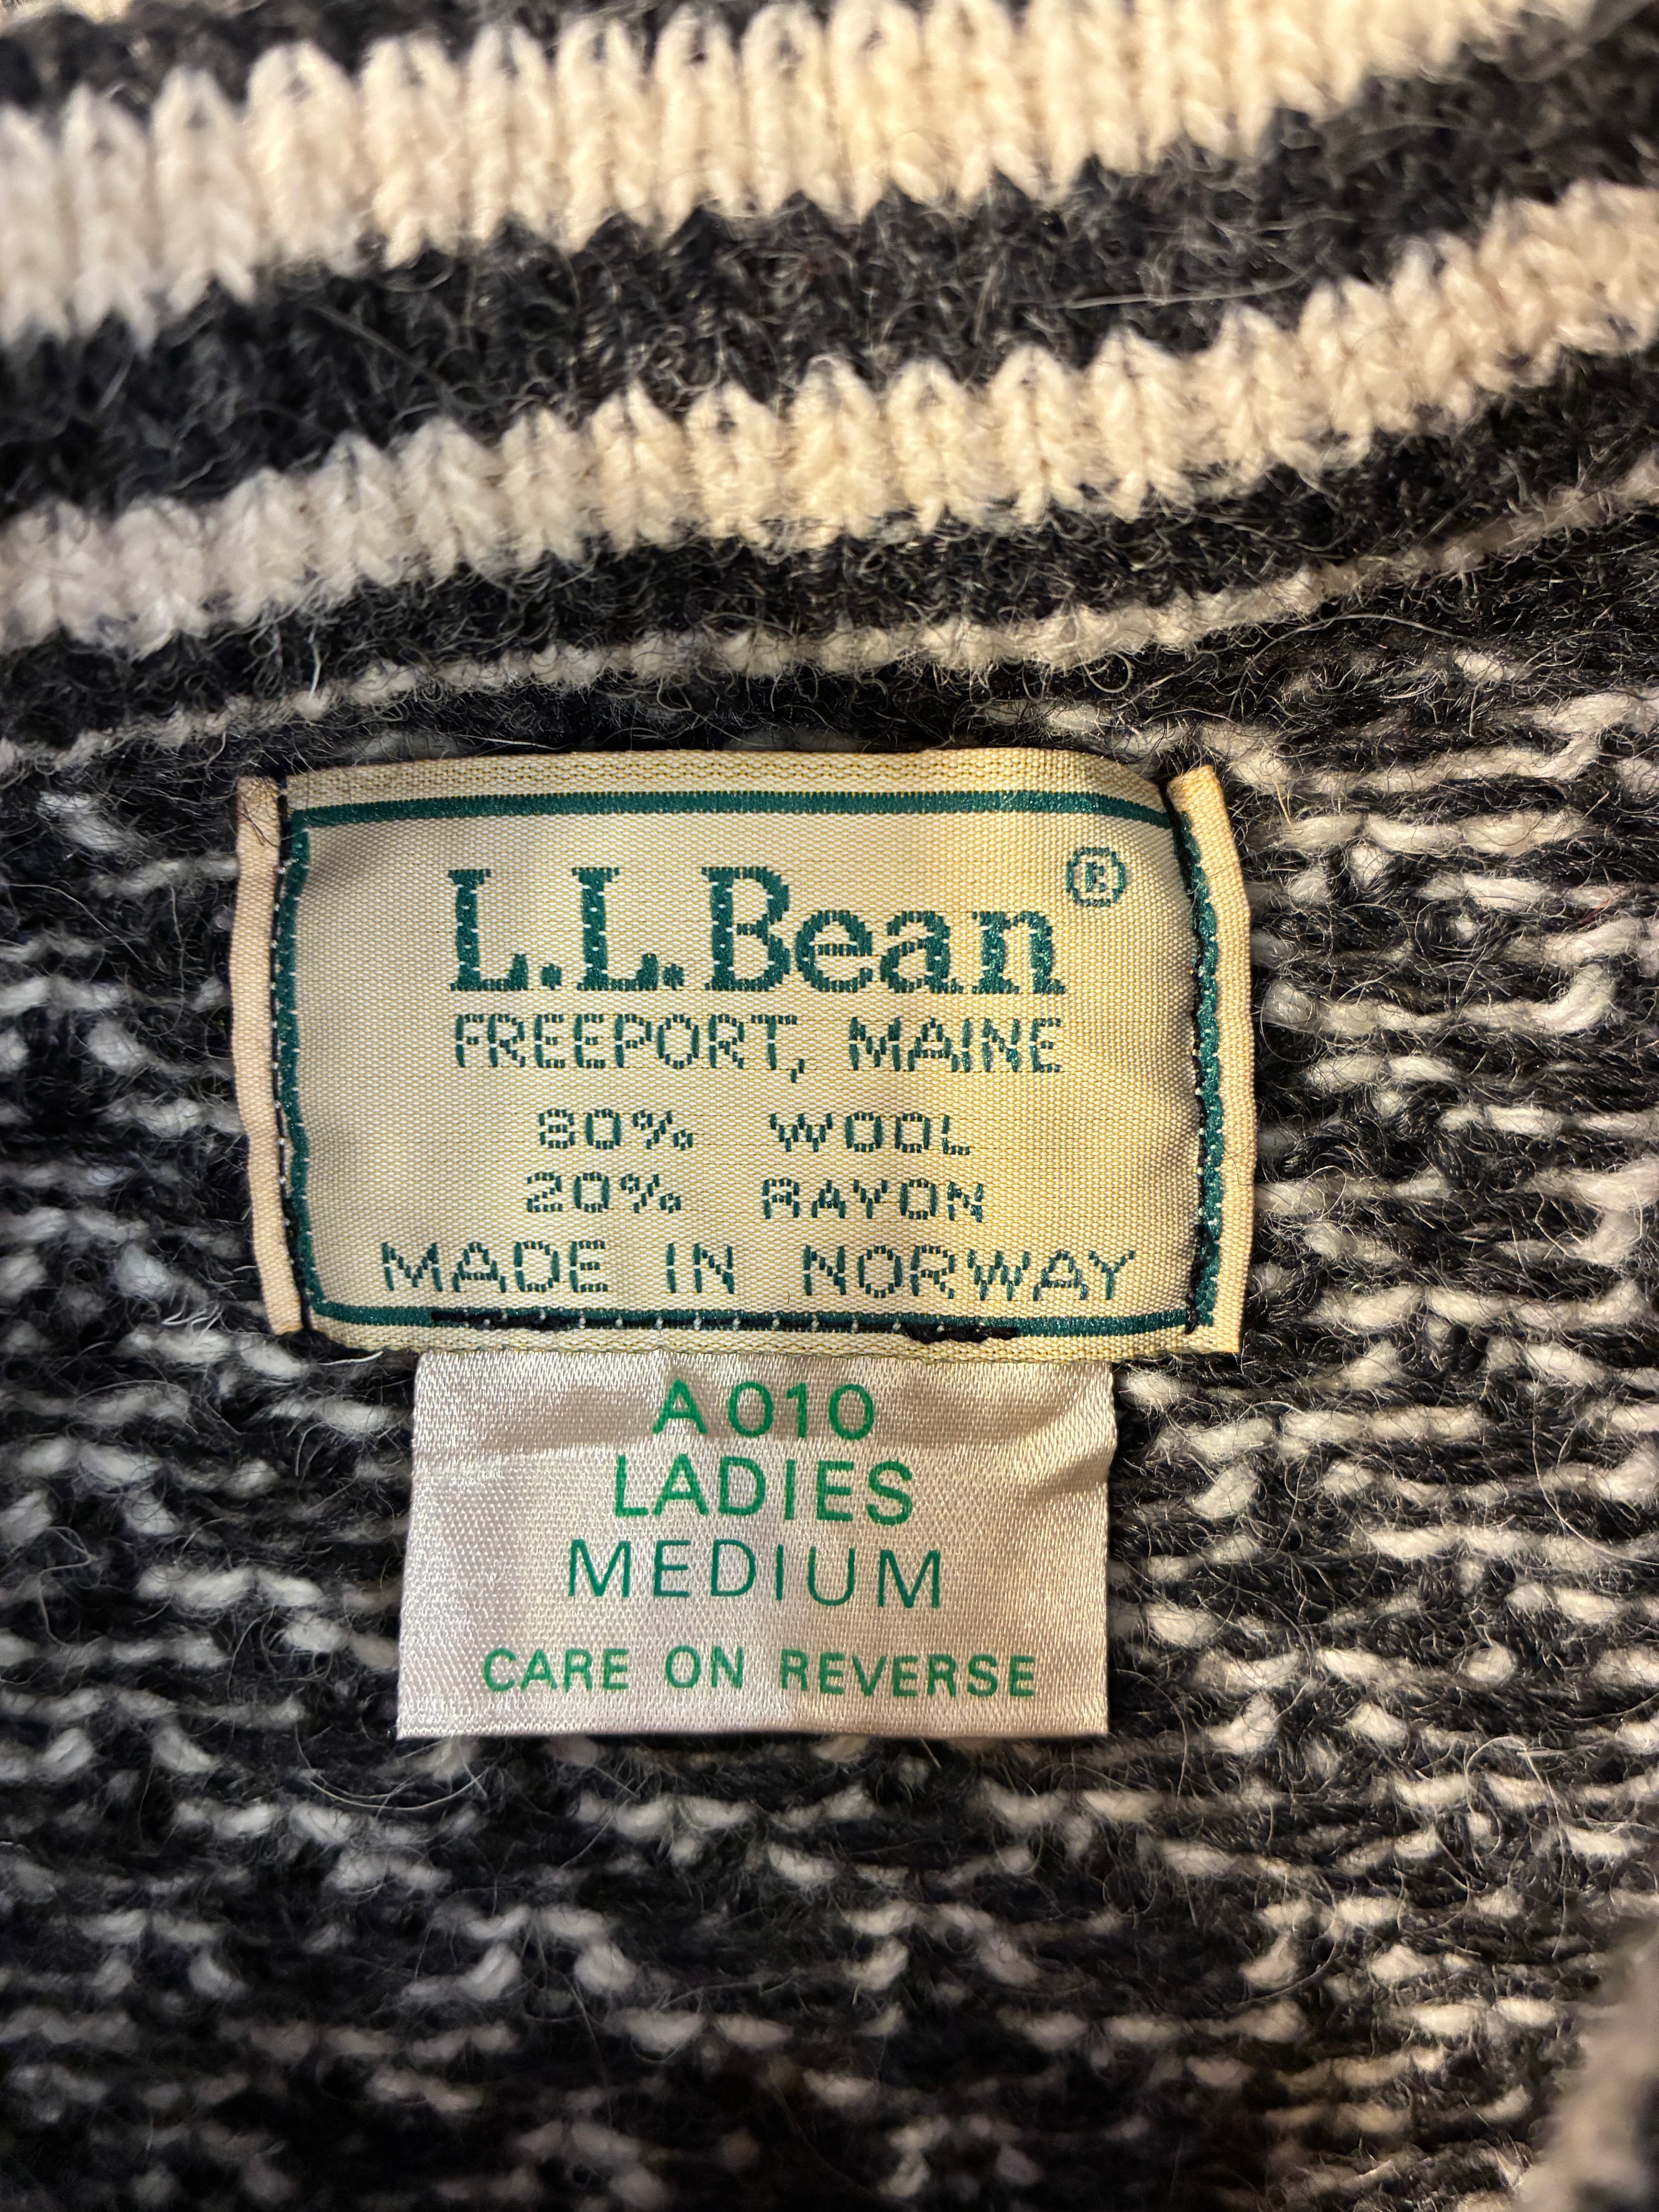 L.L.Bean®
FREEPORT, MAINE
80% WOOL
20% RAYON
MADE IN NORWAY
A010
LADIES
MEDIUM
CARE ON REVERSE